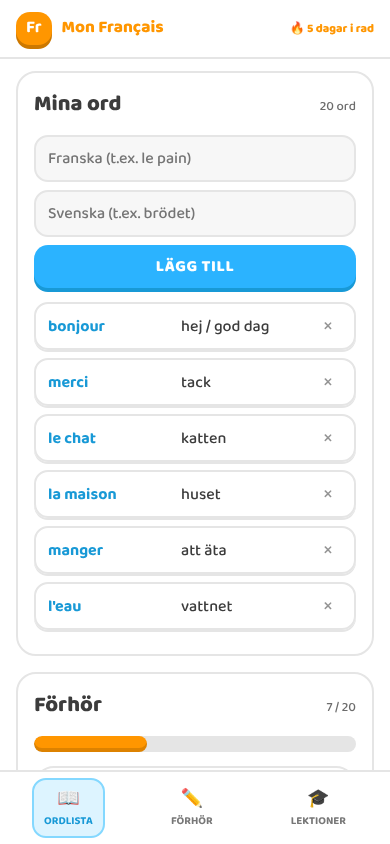 Fr Mon Français 🔥 5 dagar i rad
Mina ord 20 ord
Franska (t.ex. le pain)
Svenska (t.ex. brödet)
LÄGG TILL
bonjour hej / god dag ×
merci tack ×
le chat katten ×
la maison huset ×
manger att äta ×
l'eau vattnet ×
Förhör 7 / 20
ORDLISTA FÖRHÖR LEKTIONER